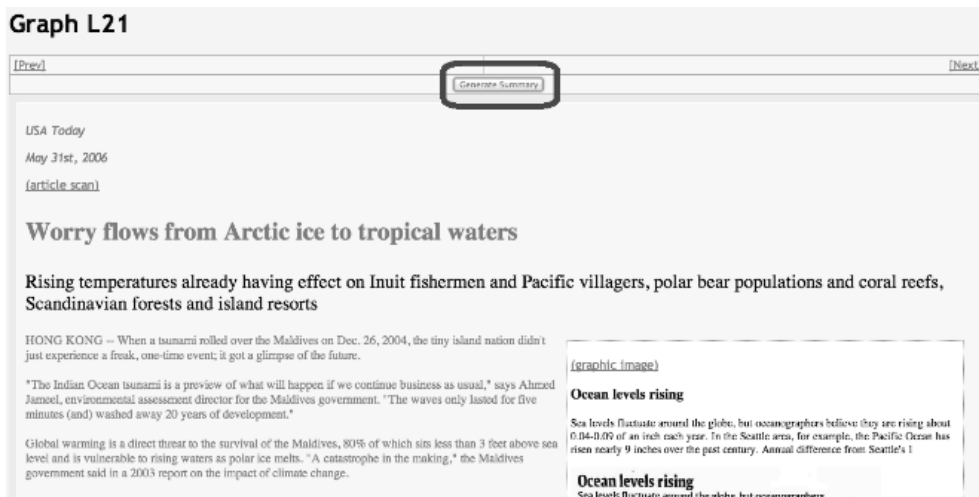 Graph L21
[Prev]
[Next
Generate Summary
USA Today
May 31st, 2006
(article scan)
Worry flows from Arctic ice to tropical waters
Rising temperatures already having effect on Inuit fishermen and Pacific villagers, polar bear populations and coral reefs,
Scandinavian forests and island resorts
HONG KONG -- When a tsunami rolled over the Maldives on Dec. 26, 2004, the tiny island nation didn't
just experience a freak, one-time event; it got a glimpse of the future.
"The Indian Ocean tsunami is a preview of what will happen if we continue business as usual," says Ahmed
Jameel, environmental assessment director for the Maldives government. "The waves only lasted for five
minutes (and) washed away 20 years of development."
Global warming is a direct threat to the survival of the Maldives, 80% of which sits less than 3 feet above sea
level and is vulnerable to rising waters as polar ice melts. "A catastrophe in the making," the Maldives
government said in a 2003 report on the impact of climate change.
(graphic image)
Ocean levels rising
Sea levels fluctuate around the globe, but oceanographers believe they are rising about
0.04-0.09 of an inch each year. In the Seattle area, for example, the Pacific Ocean has
risen nearly 9 inches over the past century. Annual difference from Seattle's 1
Ocean levels rising
Sea levels fluctuate around the globe, but oceanographers